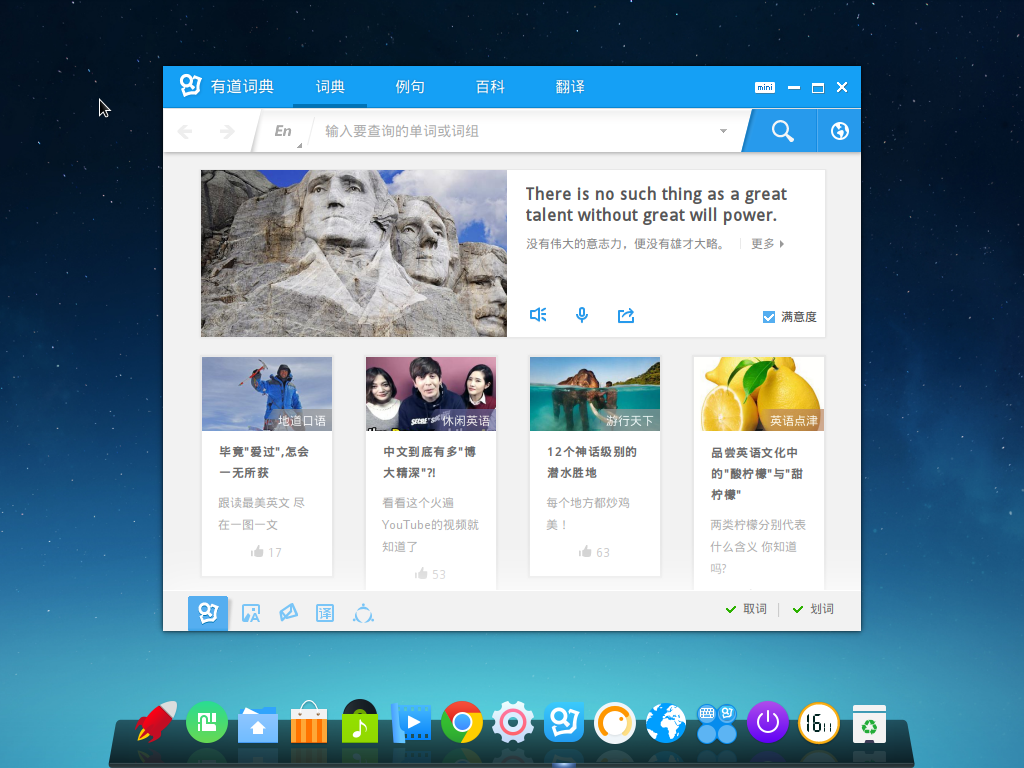 有道词典 词典 例句 百科 翻译 mini
En 输入要查询的单词或词组
There is no such thing as a great
talent without great will power.
没有伟大的意志力，便没有雄才大略。 更多
满意度
地道口语
毕竟"爱过",怎会
一无所获
跟读最美英文 尽
在一图一文
17
休闲英语
中文到底有多"博
大精深"?!
看看这个火遍
YouTube的视频就
知道了
53
游行天下
12个神话级别的
潜水胜地
每个地方都炒鸡
美！
63
英语点津
品尝英语文化中
的"酸柠檬"与"甜
柠檬"
两类柠檬分别代表
什么含义 你知道
吗?
译
取词 划词
16 11